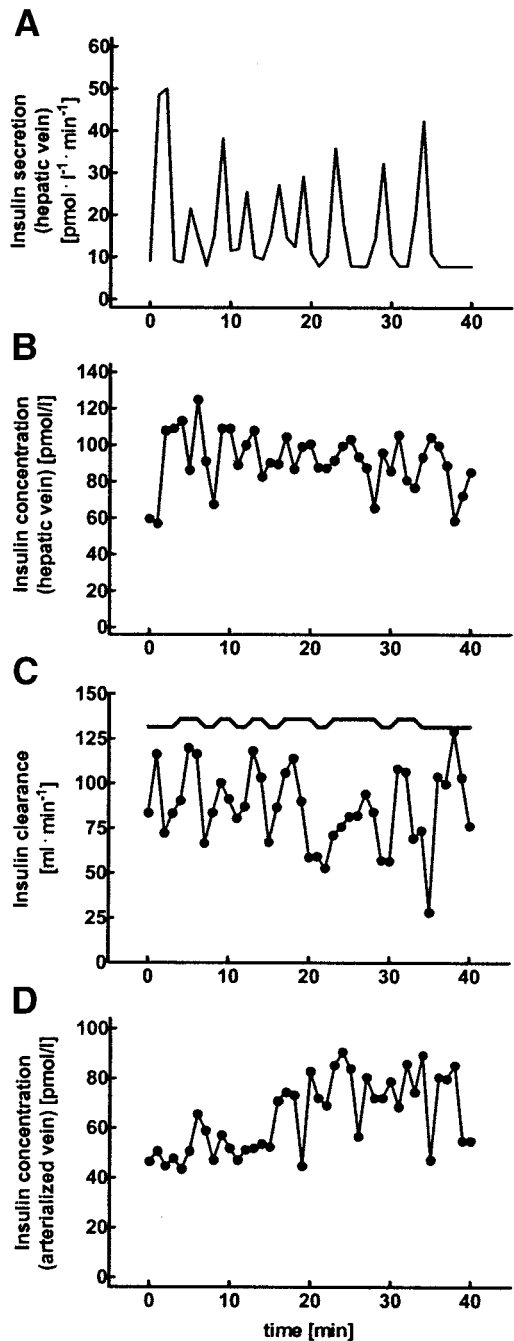 A
Insulin secretion
(hepatic vein)
[pmol · l⁻¹ · min⁻¹]
60
50
40
30
20
10
0
0 10 20 30 40
B
Insulin concentration
(hepatic vein) [pmol/l]
140
120
100
80
60
40
20
0
0 10 20 30 40
C
Insulin clearance
[ml · min⁻¹]
150
125
100
75
50
25
0
0 10 20 30 40
D
Insulin concentration
(arterialized vein) [pmol/l]
100
80
60
40
20
0
0 10 20 30 40
time [min]